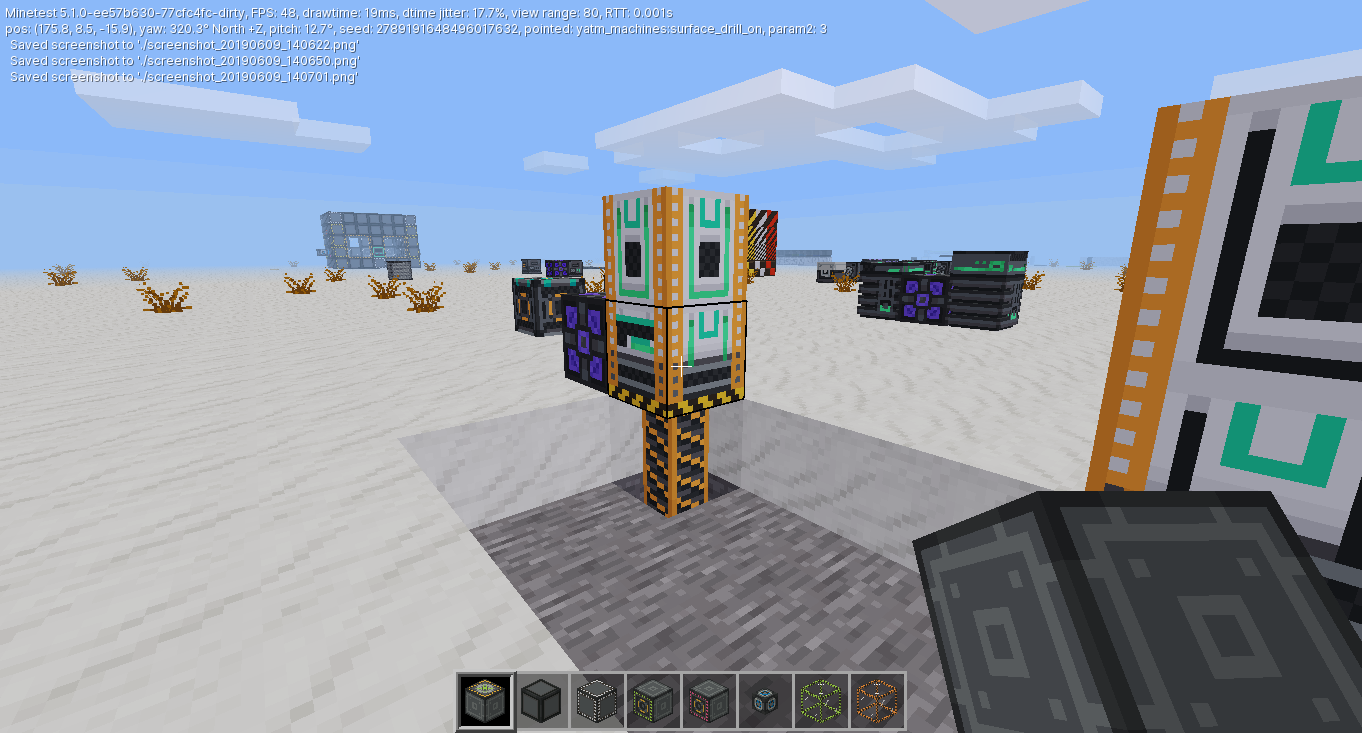 Minetest 5.1.0-ee57b630-77cfc4fc-dirty, FPS: 48, drawtime: 19ms, dtime jitter: 17.7%, view range: 80, RTT: 0.001s
pos: (175.8, 8.5, -15.9), yaw: 320.3° North +Z, pitch: 12.7°, seed: 2789191648496017632, pointed: yatm_machines:surface_drill_on, param2: 3
Saved screenshot to './screenshot_20190609_140622.png'
Saved screenshot to './screenshot_20190609_140650.png'
Saved screenshot to './screenshot_20190609_140701.png'